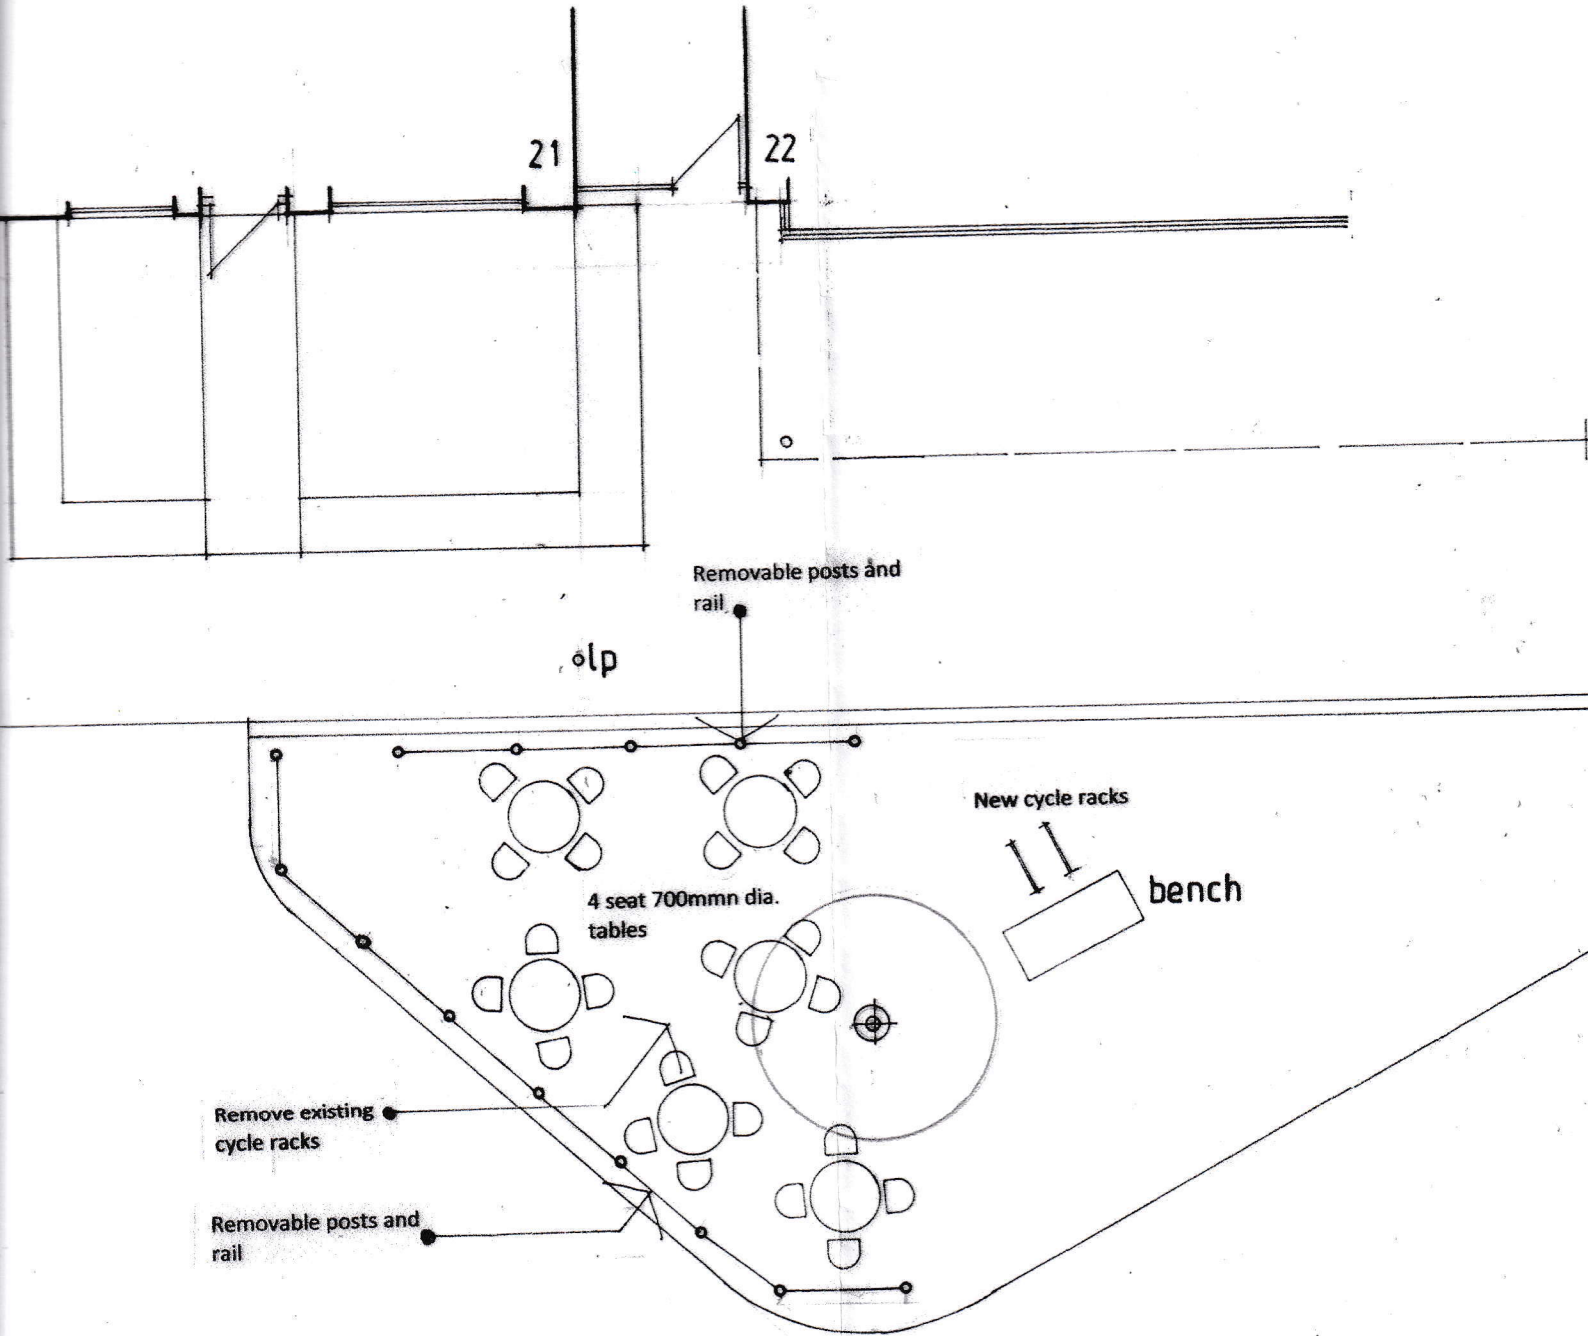 21
22
Removable posts and
rail
lp
New cycle racks
bench
4 seat 700mmn dia.
tables
Remove existing
cycle racks
Removable posts and
rail